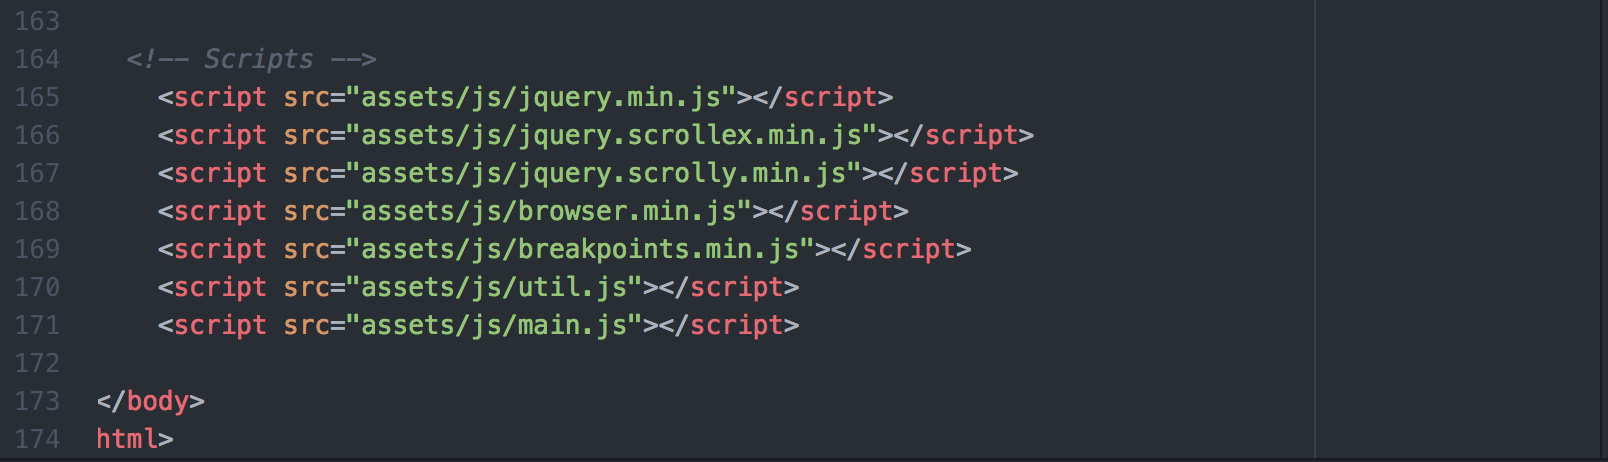 163
164 <!-- Scripts -->
165 <script src="assets/js/jquery.min.js"></script>
166 <script src="assets/js/jquery.scrollex.min.js"></script>
167 <script src="assets/js/jquery.scrolly.min.js"></script>
168 <script src="assets/js/browser.min.js"></script>
169 <script src="assets/js/breakpoints.min.js"></script>
170 <script src="assets/js/util.js"></script>
171 <script src="assets/js/main.js"></script>
172
173 </body>
174 html>